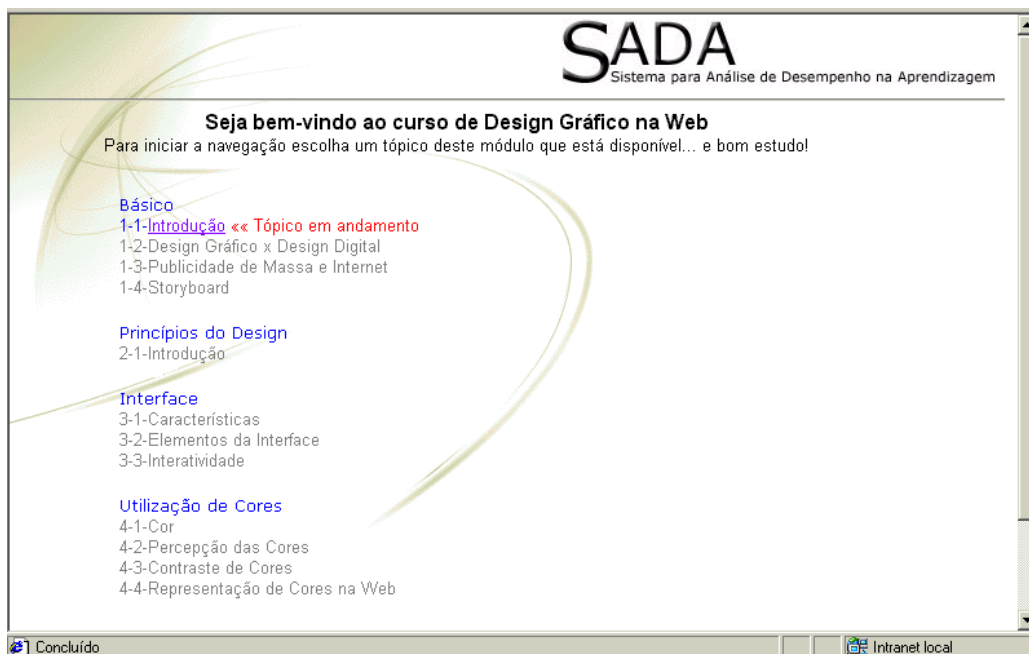 SADA
Sistema para Análise de Desempenho na Aprendizagem
Seja bem-vindo ao curso de Design Gráfico na Web
Para iniciar a navegação escolha um tópico deste módulo que está disponível... e bom estudo!
Básico
1-1-Introdução «« Tópico em andamento
1-2-Design Gráfico x Design Digital
1-3-Publicidade de Massa e Internet
1-4-Storyboard
Princípios do Design
2-1-Introdução
Interface
3-1-Características
3-2-Elementos da Interface
3-3-Interatividade
Utilização de Cores
4-1-Cor
4-2-Percepção das Cores
4-3-Contraste de Cores
4-4-Representação de Cores na Web
Concluído Intranet local